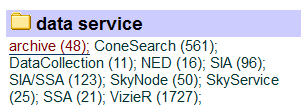 data service
archive (48); ConeSearch (561);
DataCollection (11); NED (16); SIA (96);
SIA/SSA (123); SkyNode (50); SkyService
(25); SSA (21); VizieR (1727);